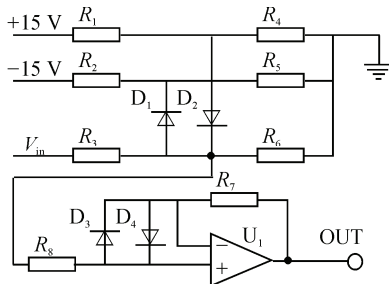 +15 V R1 R4
−15 V R2 R5
D1 D2
Vin R3 R6
R7
D3 D4 U1 OUT
R8
−
+